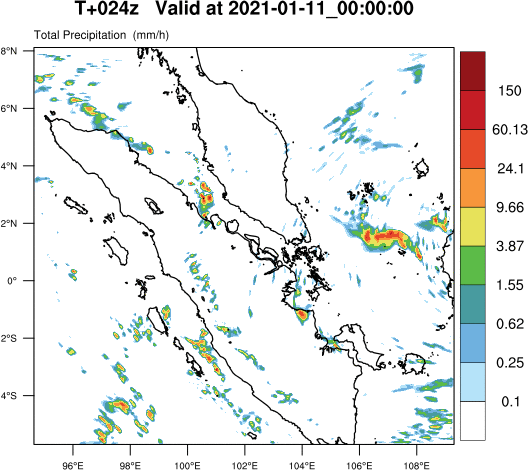 T+024z Valid at 2021-01-11_00:00:00
Total Precipitation (mm/h)
8°N
6°N
4°N
2°N
0°
2°S
4°S
96°E 98°E 100°E 102°E 104°E 106°E 108°E
150
60.13
24.1
9.66
3.87
1.55
0.62
0.25
0.1